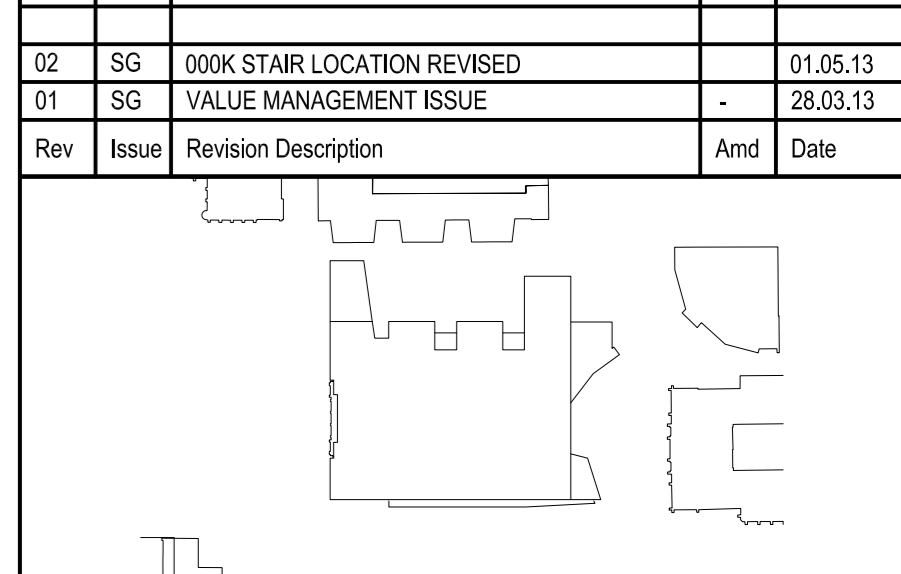 02 SG 000K STAIR LOCATION REVISED 01.05.13
01 SG VALUE MANAGEMENT ISSUE - 28.03.13
Rev Issue Revision Description Amd Date